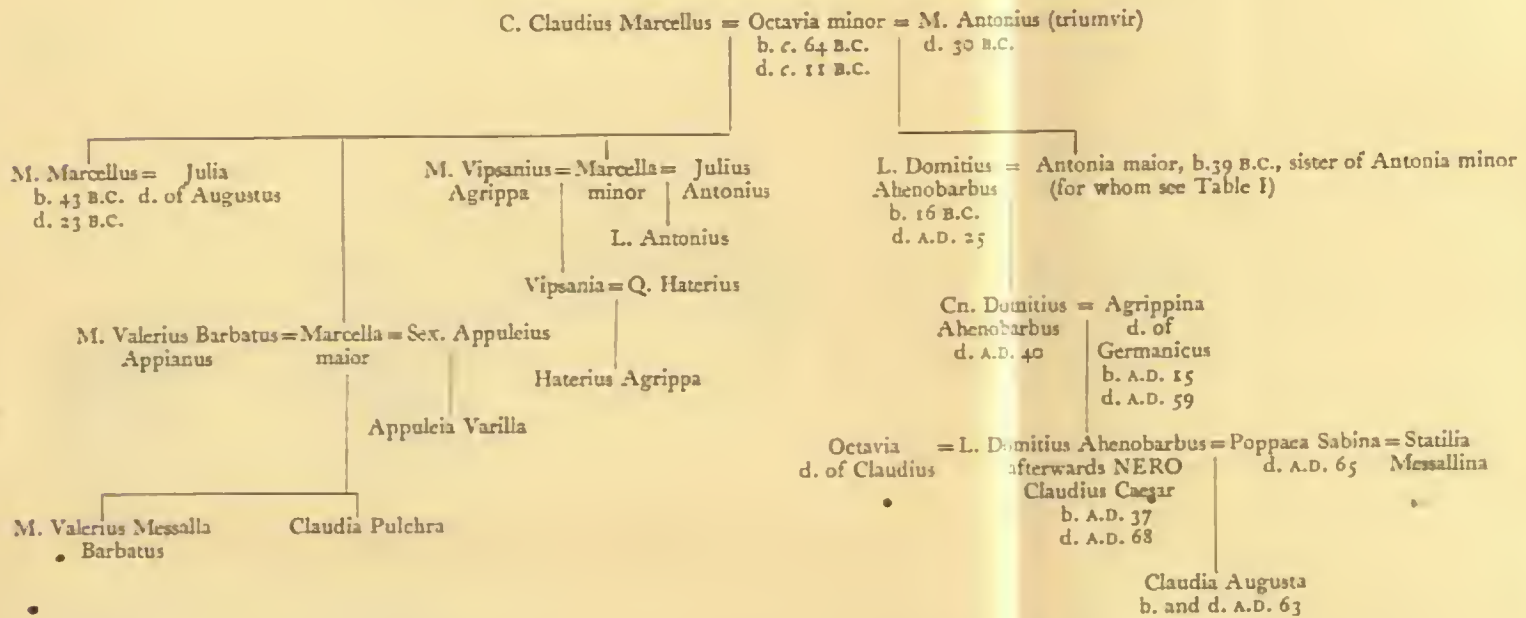 C. Claudius Marcellus = Octavia minor = M. Antonius (triumvir)
b. c. 64 B.C. d. 30 B.C.
d. c. 11 B.C.
M. Marcellus = Julia
b. 43 B.C. d. of Augustus
d. 23 B.C.
M. Vipsanius = Marcella = Julius
Agrippa minor Antonius
L. Antonius
L. Domitius = Antonia maior, b.39 B.C., sister of Antonia minor
Ahenobarbus (for whom see Table I)
b. 16 B.C.
d. A.D. 25
Vipsania = Q. Haterius
Cn. Domitius = Agrippina
Ahenobarbus d. of
d. A.D. 40 Germanicus
b. A.D. 15
d. A.D. 59
M. Valerius Barbatus = Marcella = Sex. Appuleius
Appianus maior
Haterius Agrippa
Appuleia Varilla
Octavia = L. Domitius Ahenobarbus = Poppaea Sabina = Statilia
d. of Claudius afterwards NERO d. A.D. 65 Messallina
Claudius Caesar
b. A.D. 37
d. A.D. 68
M. Valerius Messalla Claudia Pulchra
Barbatus
Claudia Augusta
b. and d. A.D. 63